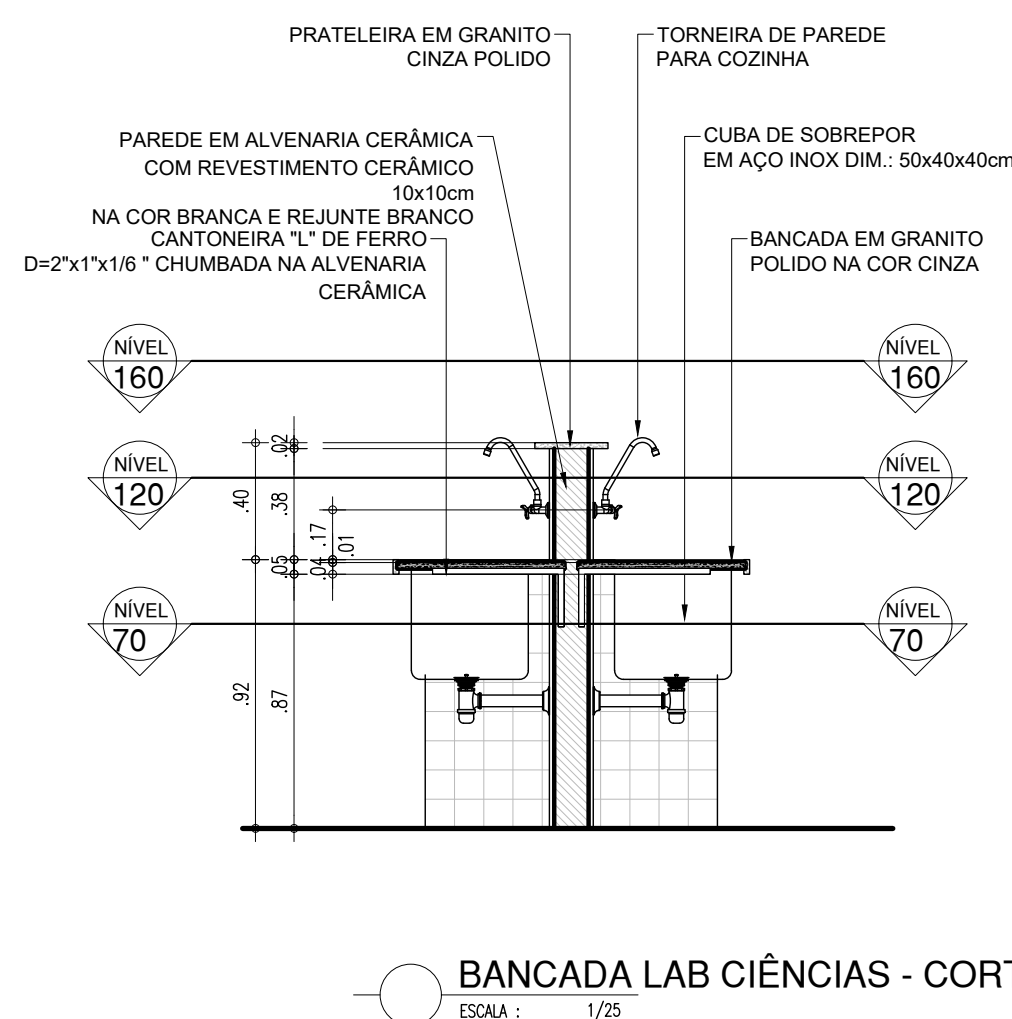 PRATELEIRA EM GRANITO
CINZA POLIDO
TORNEIRA DE PAREDE
PARA COZINHA
PAREDE EM ALVENARIA CERÂMICA
COM REVESTIMENTO CERÂMICO
10x10cm
NA COR BRANCA E REJUNTE BRANCO
CUBA DE SOBREPOR
EM AÇO INOX DIM.: 50x40x40cm
CANTONEIRA "L" DE FERRO
D=2"x1"x1/6 " CHUMBADA NA ALVENARIA
CERÂMICA
BANCADA EM GRANITO
POLIDO NA COR CINZA
NÍVEL
160
NÍVEL
160
NÍVEL
120
NÍVEL
120
NÍVEL
70
NÍVEL
70
.40
.92
.02
.38
.05
.87
.17
.04
.01
BANCADA LAB CIÊNCIAS - CORT
ESCALA : 1/25